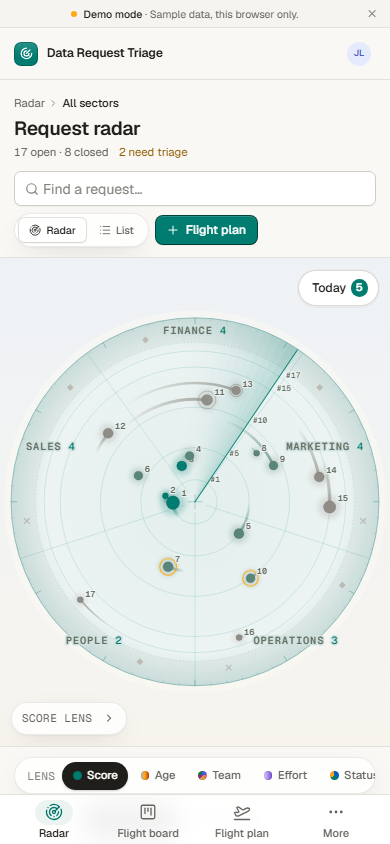 Demo mode · Sample data, this browser only.
Data Request Triage
JL
Radar > All sectors
Request radar
17 open · 8 closed 2 need triage
Find a request...
Radar
List
+ Flight plan
Today 5
FINANCE 4
#17
13
#15
11
#10
12
SALES 4
MARKETING 4
4
8
#5
9
6
14
#1
2
1
15
5
7
10
17
16
PEOPLE 2
OPERATIONS 3
SCORE LENS >
LENS
Score
Age
Team
Effort
Status
Radar
Flight board
Flight plan
More